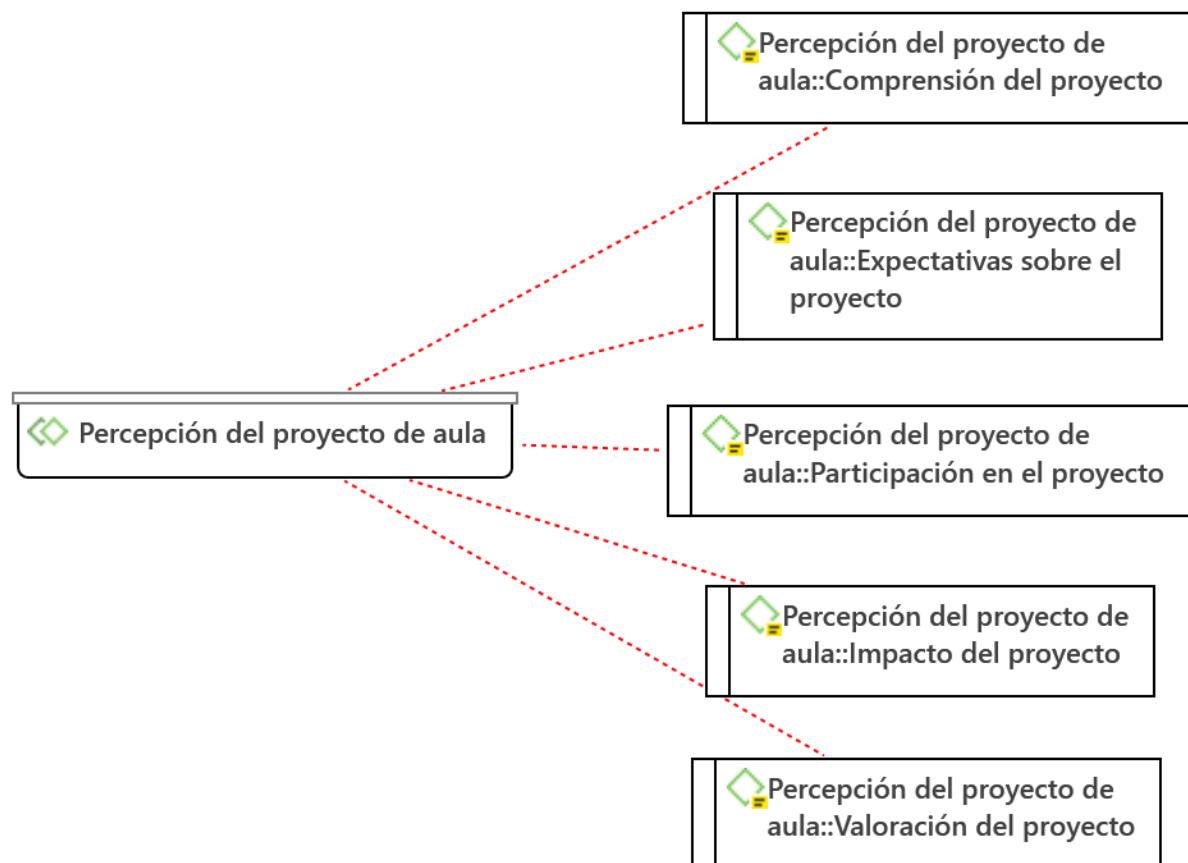 Percepción del proyecto de
aula::Comprensión del proyecto
Percepción del proyecto de
aula::Expectativas sobre el
proyecto
Percepción del proyecto de aula
Percepción del proyecto de
aula::Participación en el proyecto
Percepción del proyecto de
aula::Impacto del proyecto
Percepción del proyecto de
aula::Valoración del proyecto